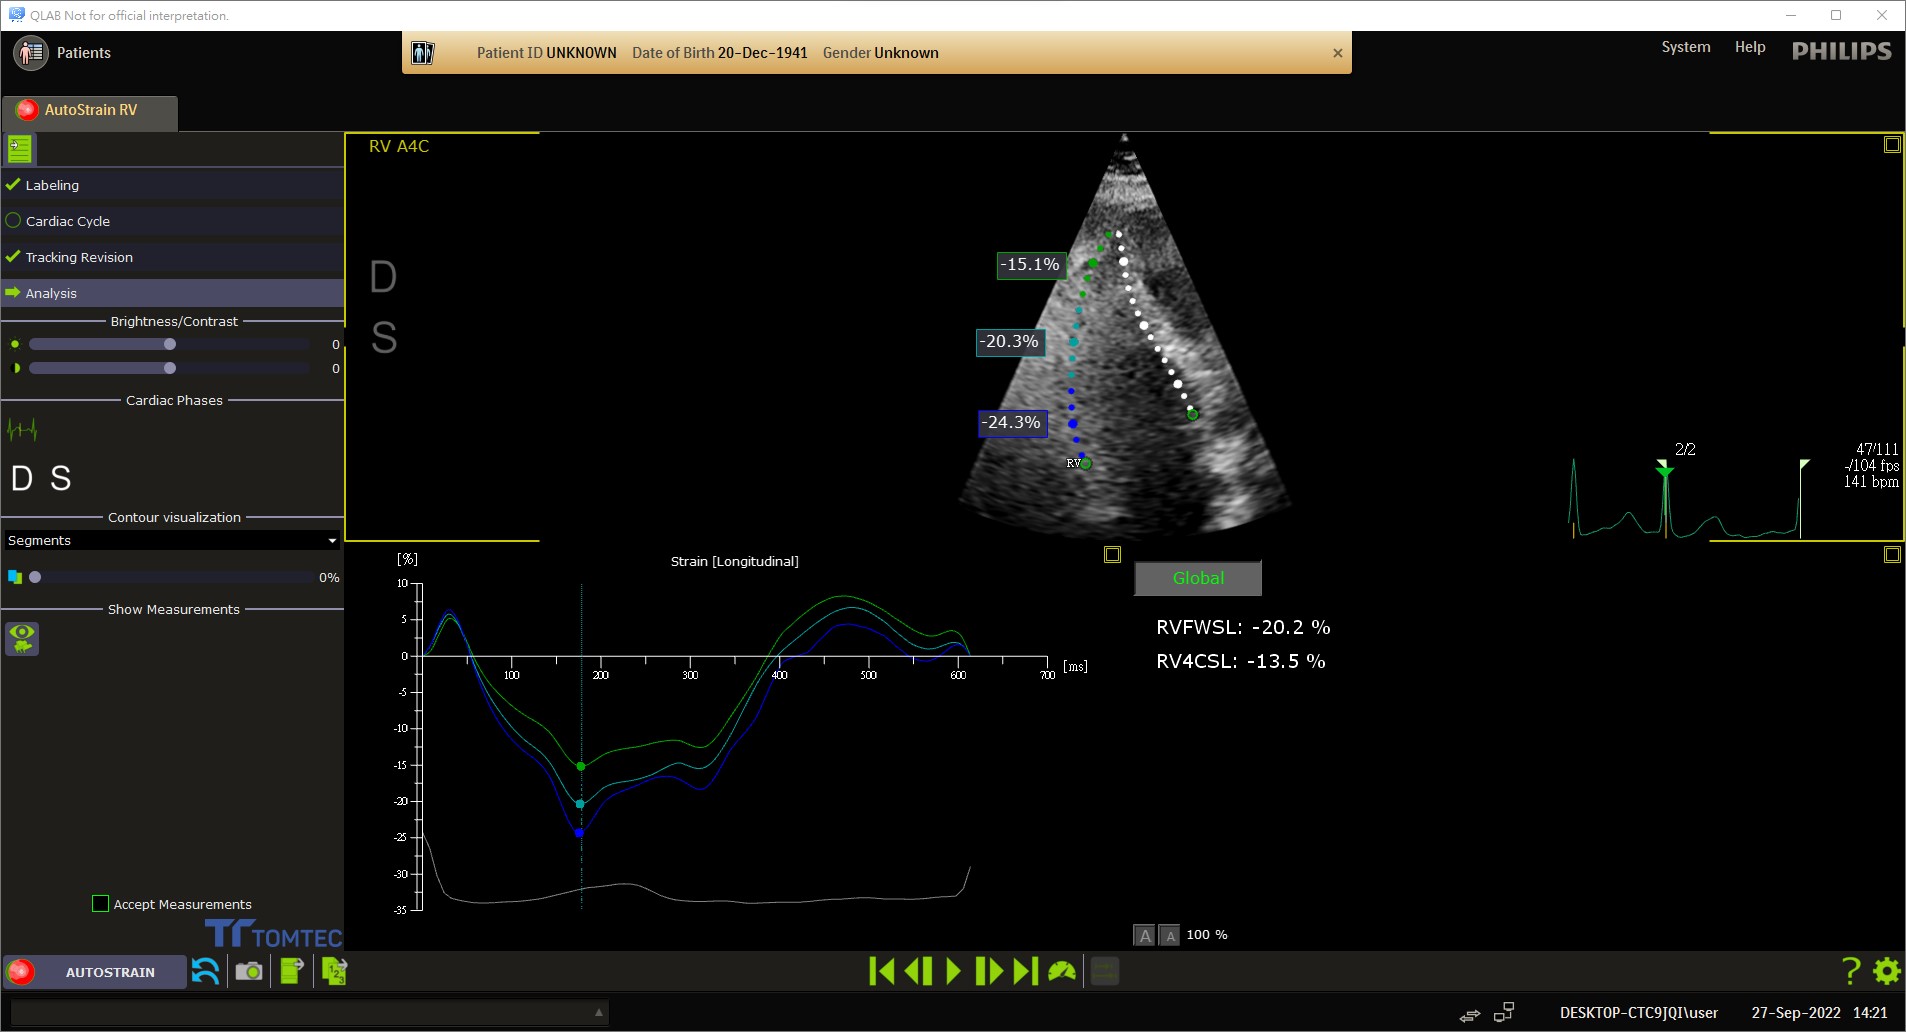 QLAB Not for official interpretation.
Patients
Patient ID UNKNOWN Date of Birth 20-Dec-1941 Gender Unknown
System Help PHILIPS
AutoStrain RV
Labeling
Cardiac Cycle
Tracking Revision
Analysis
Brightness/Contrast
0
0
Cardiac Phases
D S
Contour visualization
Segments
0%
Show Measurements
Accept Measurements
TOMTEC
RV A4C
D
S
-15.1%
-20.3%
-24.3%
RV
2/2
47/111
-/104 fps
141 bpm
[%]
Strain [Longitudinal]
10
5
0
-5
-10
-15
-20
-25
-30
-35
100 200 300 400 500 600 700 [ms]
Global
RVFWSL: -20.2 %
RV4CSL: -13.5 %
A A 100 %
AUTOSTRAIN
1 2 3
?
DESKTOP-CTC9JQI\user 27-Sep-2022 14:21